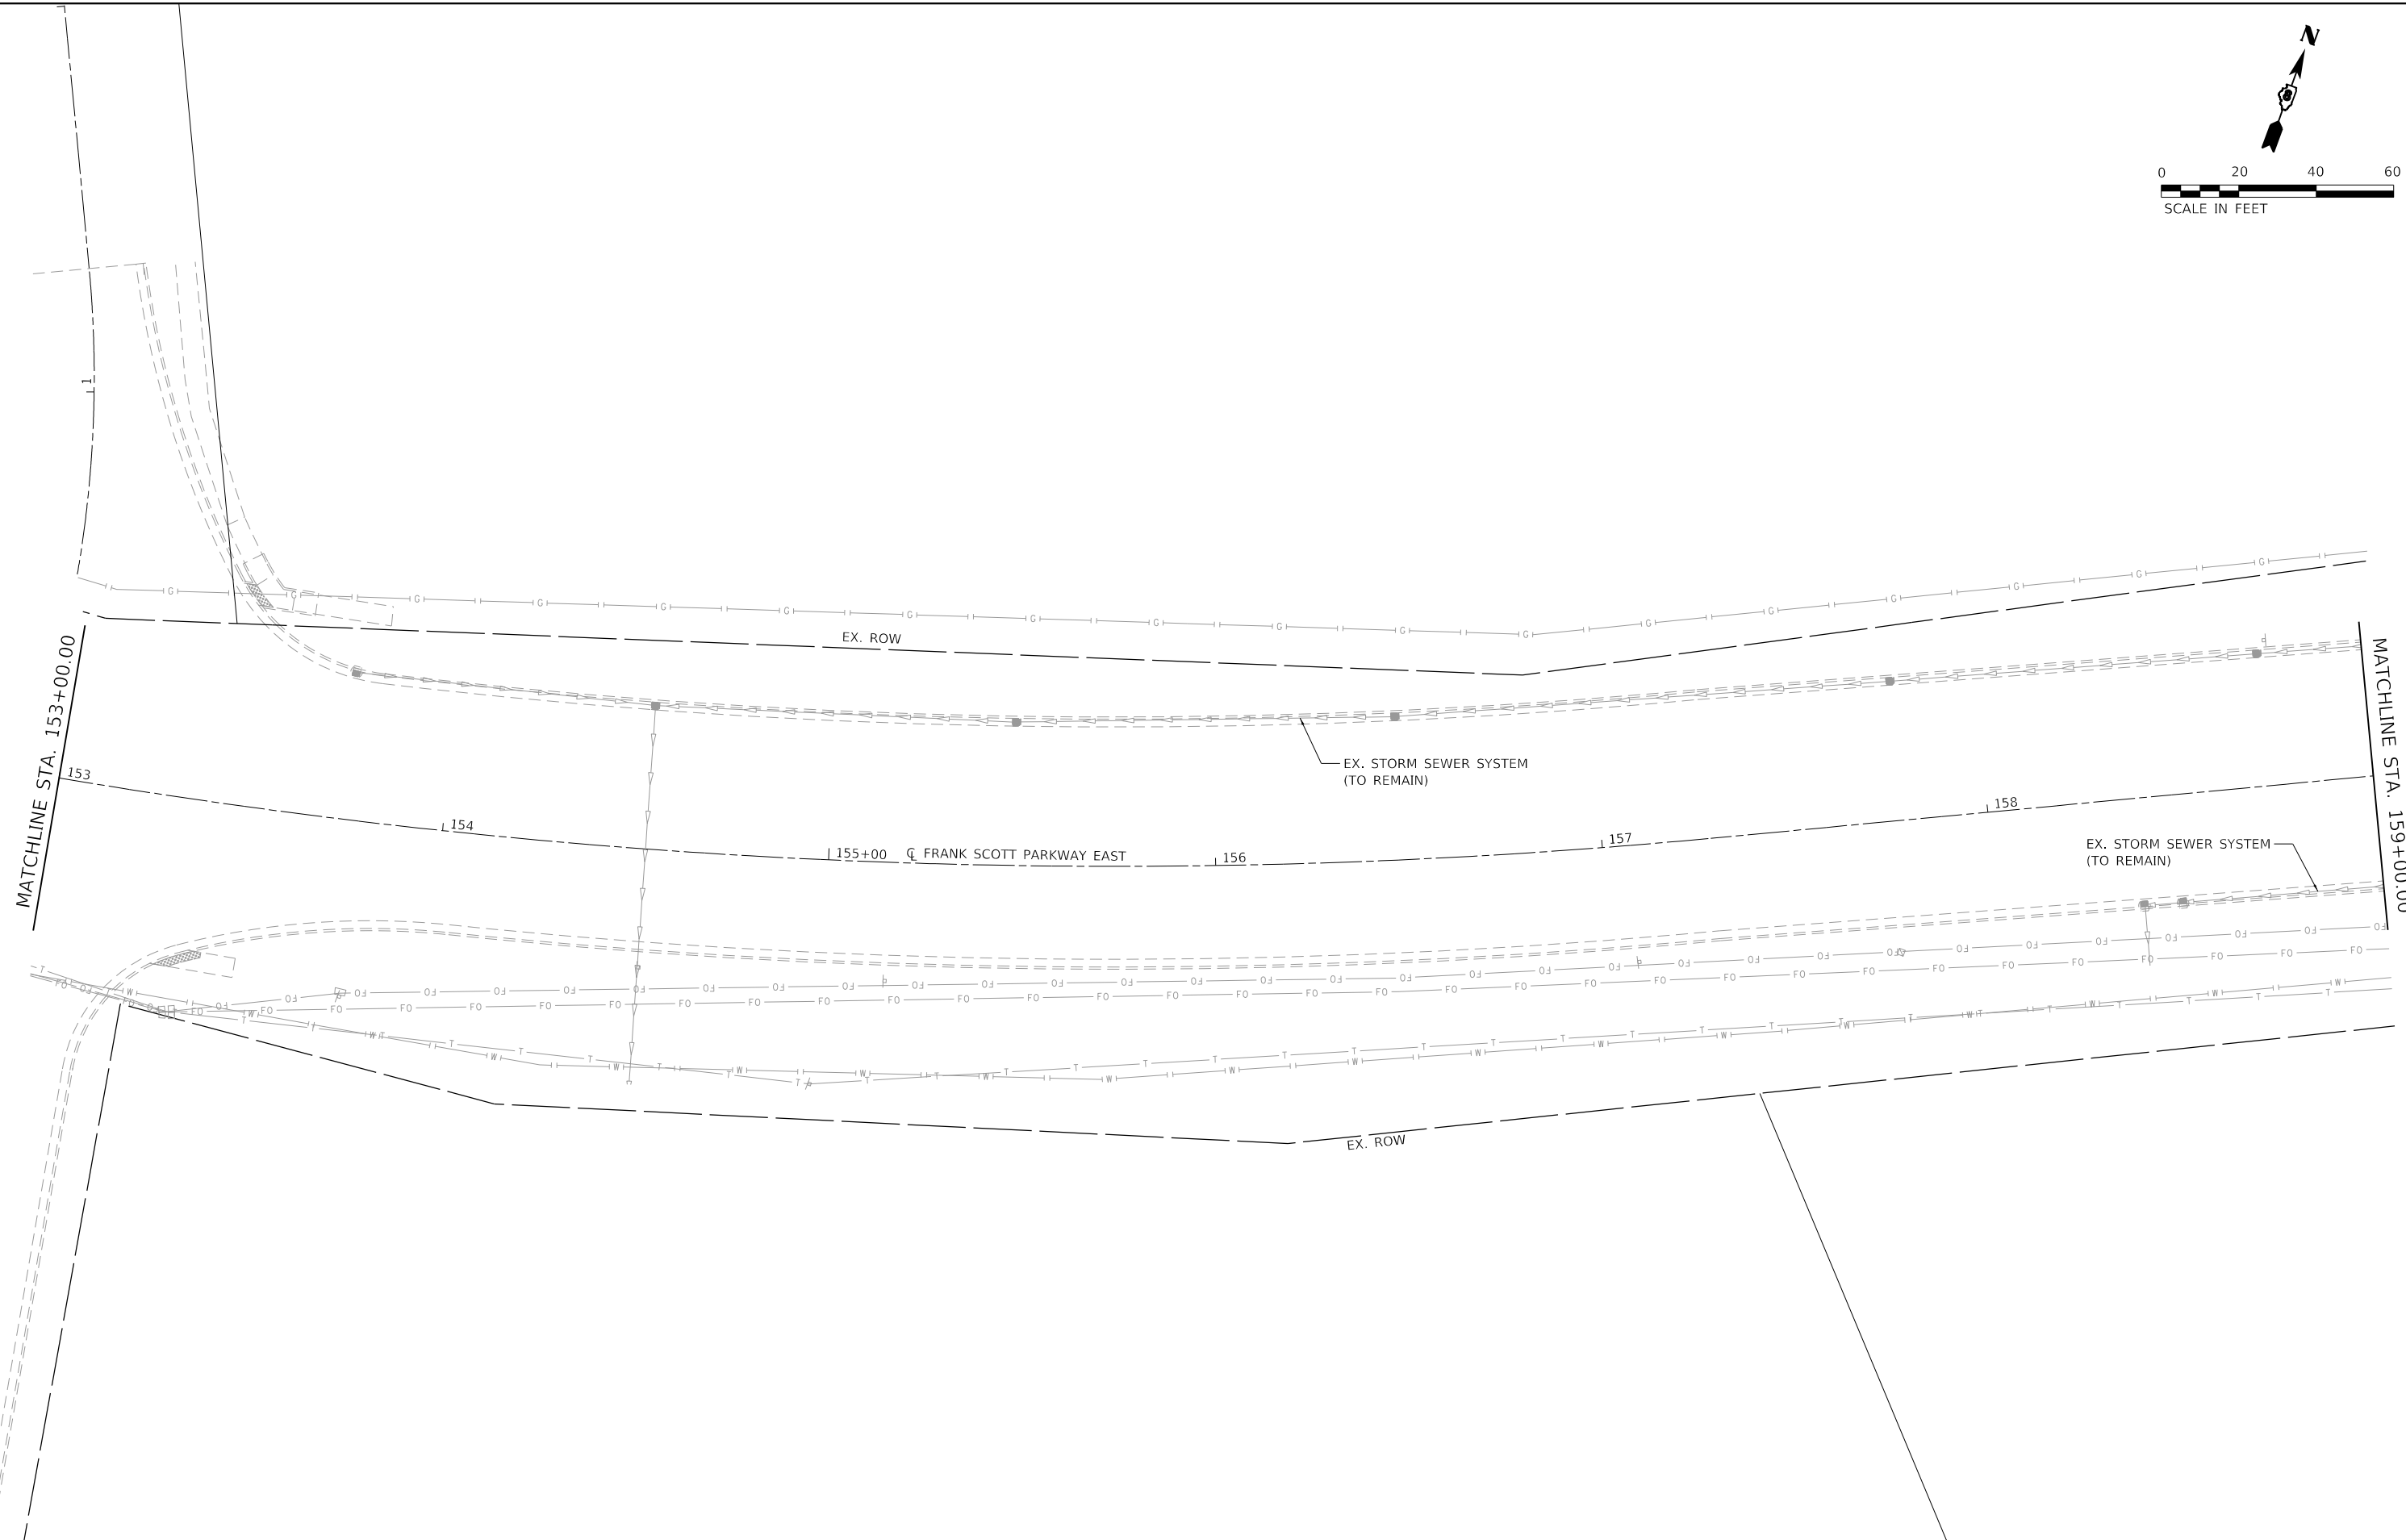 N
8
0 20 40 60
SCALE IN FEET
1
G G G G G G G G G G G G G G G G G G
EX. ROW
MATCHLINE STA. 153+00.00
MATCHLINE STA. 159+00.00
EX. STORM SEWER SYSTEM
(TO REMAIN)
153
154
155+00
℄ FRANK SCOTT PARKWAY EAST
156
157
158
EX. STORM SEWER SYSTEM
(TO REMAIN)
EX. ROW